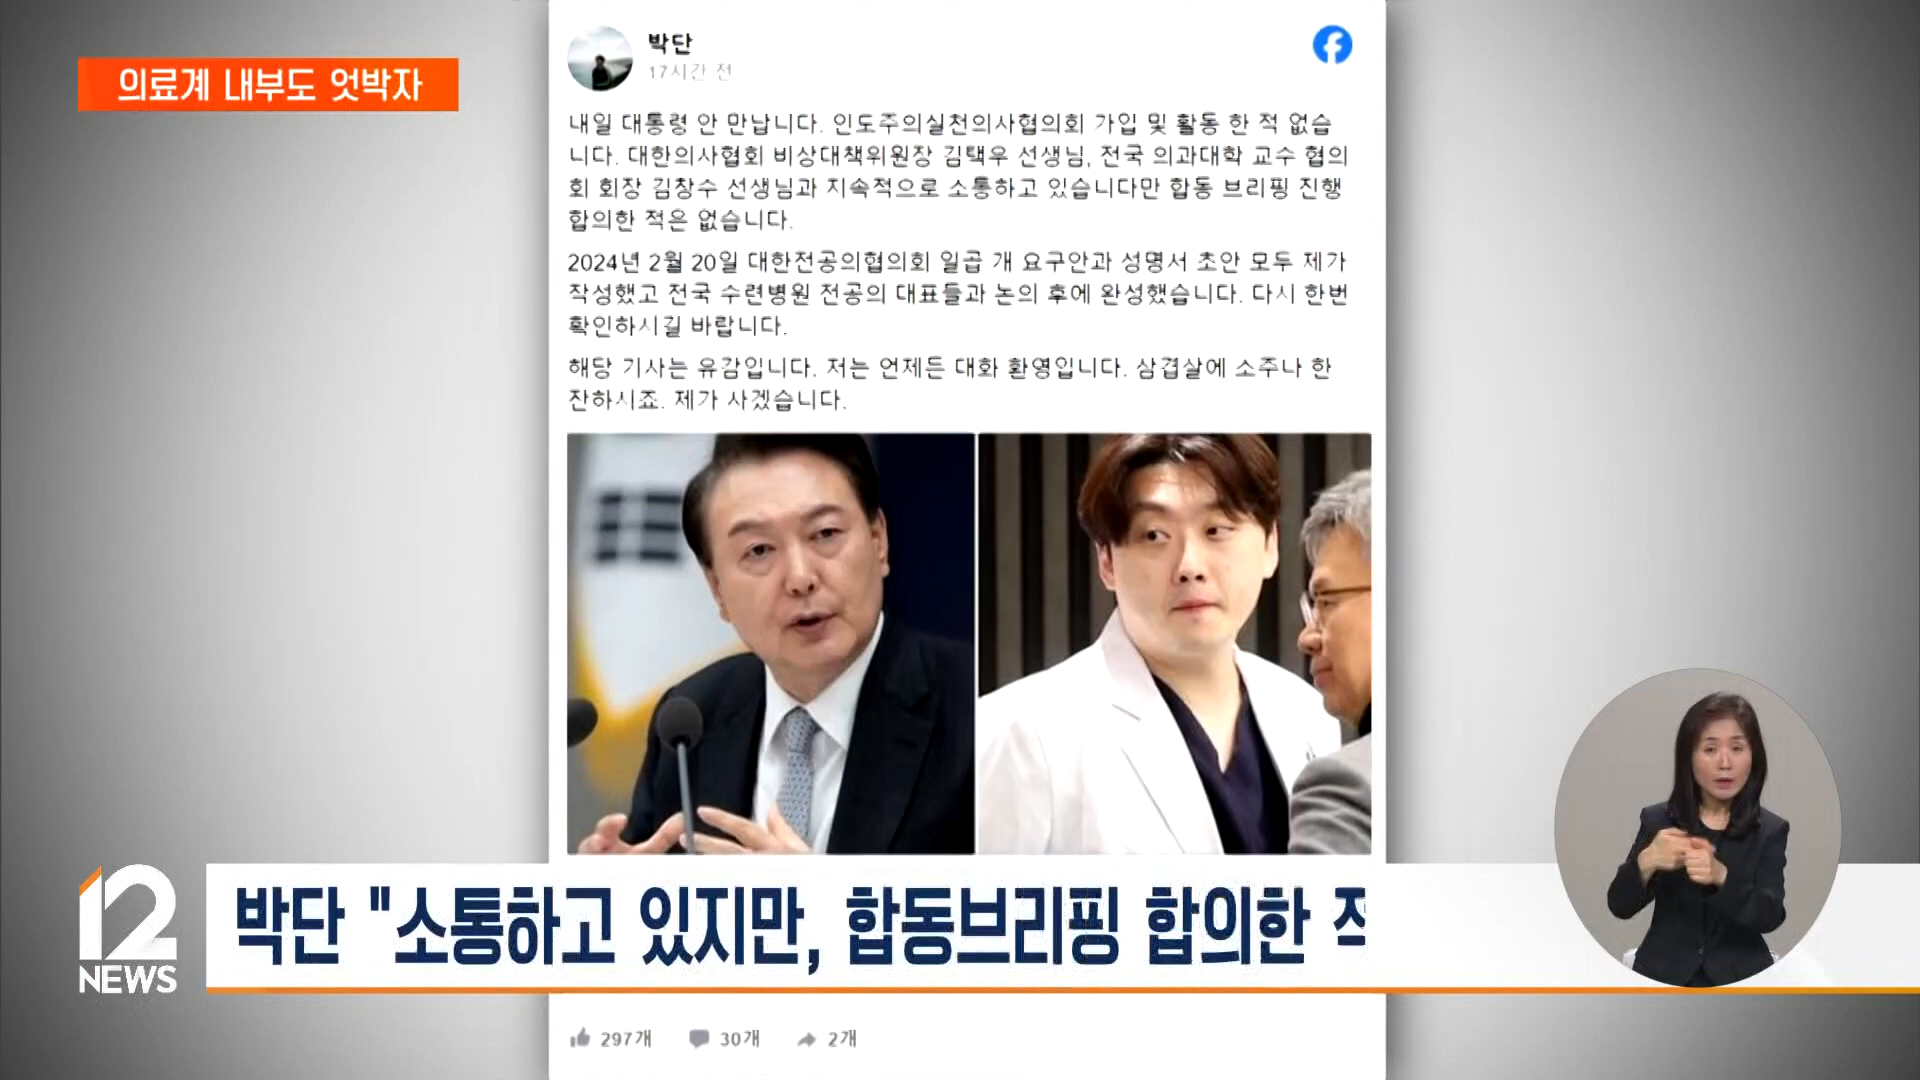 의료계 내부도 엇박자
박단
17시간 전
내일 대통령 안 만납니다. 인도주의실천의사협의회 가입 및 활동 한 적 없습
니다. 대한의사협회 비상대책위원장 김택우 선생님, 전국 의과대학 교수 협의
회 회장 김창수 선생님과 지속적으로 소통하고 있습니다만 합동 브리핑 진행
합의한 적은 없습니다.
2024년 2월 20일 대한전공의협의회 일곱 개 요구안과 성명서 초안 모두 제가
작성했고 전국 수련병원 전공의 대표들과 논의 후에 완성했습니다. 다시 한번
확인하시길 바랍니다.
해당 기사는 유감입니다. 저는 언제든 대화 환영입니다. 삼겹살에 소주나 한
잔하시죠. 제가 사겠습니다.
12
NEWS
박단 "소통하고 있지만, 합동브리핑 합의한
297개 30개 2개